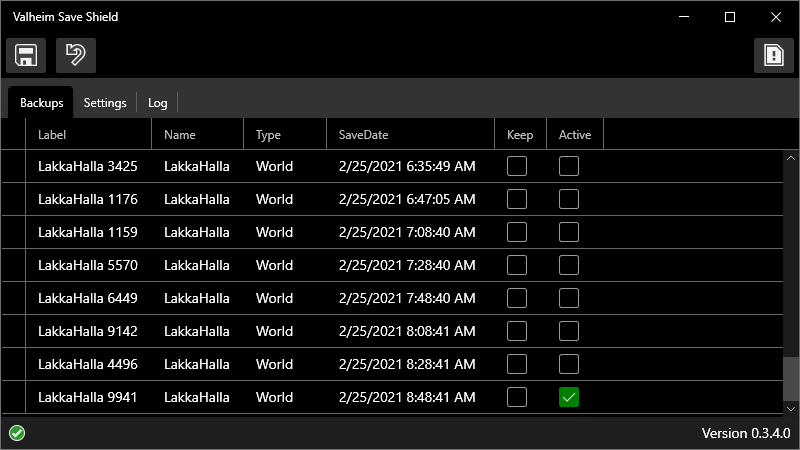 Valheim Save Shield
Backups Settings Log
Label Name Type SaveDate Keep Active
LakkaHalla 3425 LakkaHalla World 2/25/2021 6:35:49 AM
LakkaHalla 1176 LakkaHalla World 2/25/2021 6:47:05 AM
LakkaHalla 1159 LakkaHalla World 2/25/2021 7:08:40 AM
LakkaHalla 5570 LakkaHalla World 2/25/2021 7:28:40 AM
LakkaHalla 6449 LakkaHalla World 2/25/2021 7:48:40 AM
LakkaHalla 9142 LakkaHalla World 2/25/2021 8:08:41 AM
LakkaHalla 4496 LakkaHalla World 2/25/2021 8:28:41 AM
LakkaHalla 9941 LakkaHalla World 2/25/2021 8:48:41 AM
Version 0.3.4.0